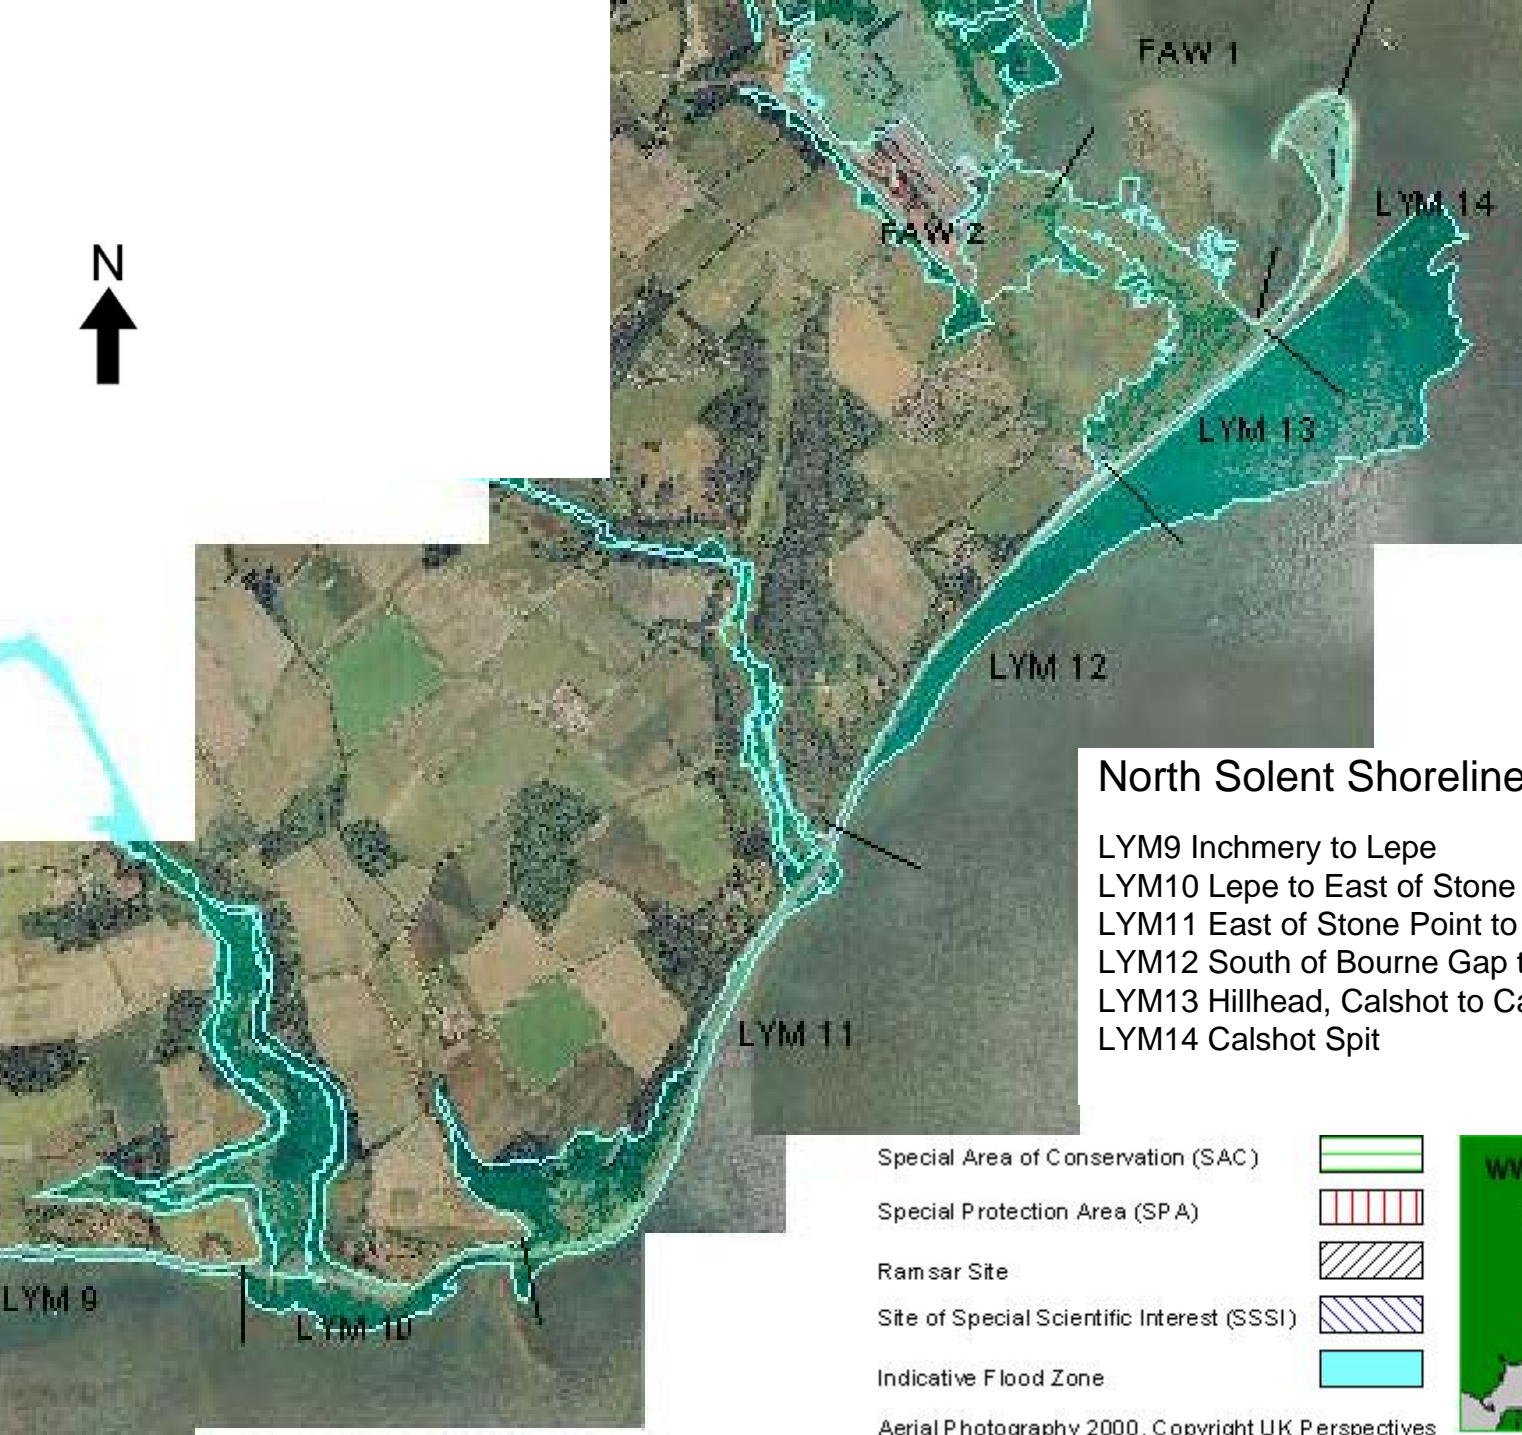 FAW 1
LYM 14
FAW 2
N
LYM 13
LYM 12
North Solent Shoreline
LYM9 Inchmery to Lepe
LYM10 Lepe to East of Stone
LYM11 East of Stone Point to
LYM12 South of Bourne Gap t
LYM13 Hillhead, Calshot to Ca
LYM14 Calshot Spit
LYM 11
Special Area of Conservation (SAC)
Special Protection Area (SPA)
Ramsar Site
Site of Special Scientific Interest (SSSI)
Indicative Flood Zone
Aerial Photography 2000. Copyright UK Perspectives
LYM 9
LYM 10